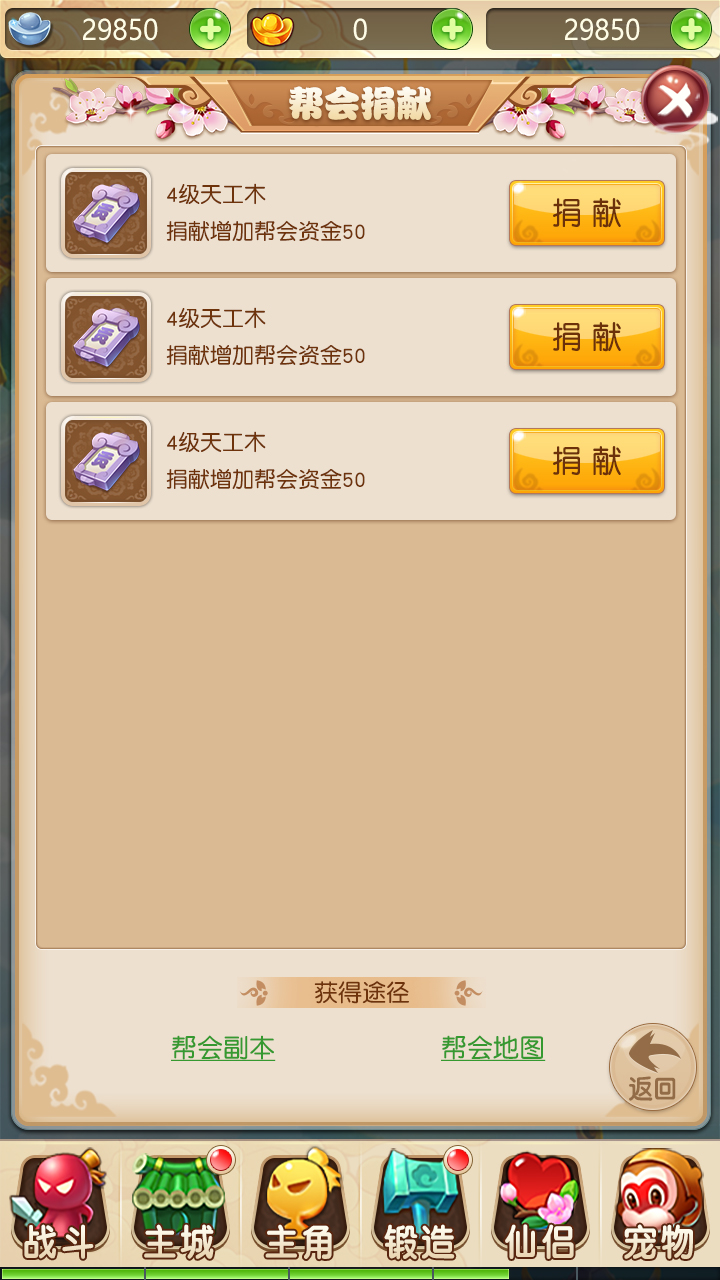 29850 0 29850
帮会捐献
4级天工木
捐献增加帮会资金50
捐献
帮
4级天工木
捐献增加帮会资金50
捐献
帮
4级天工木
捐献增加帮会资金50
捐献
帮
获得途径
帮会副本 帮会地图
返回
战斗 主城 主角 锻造 仙侣 宠物